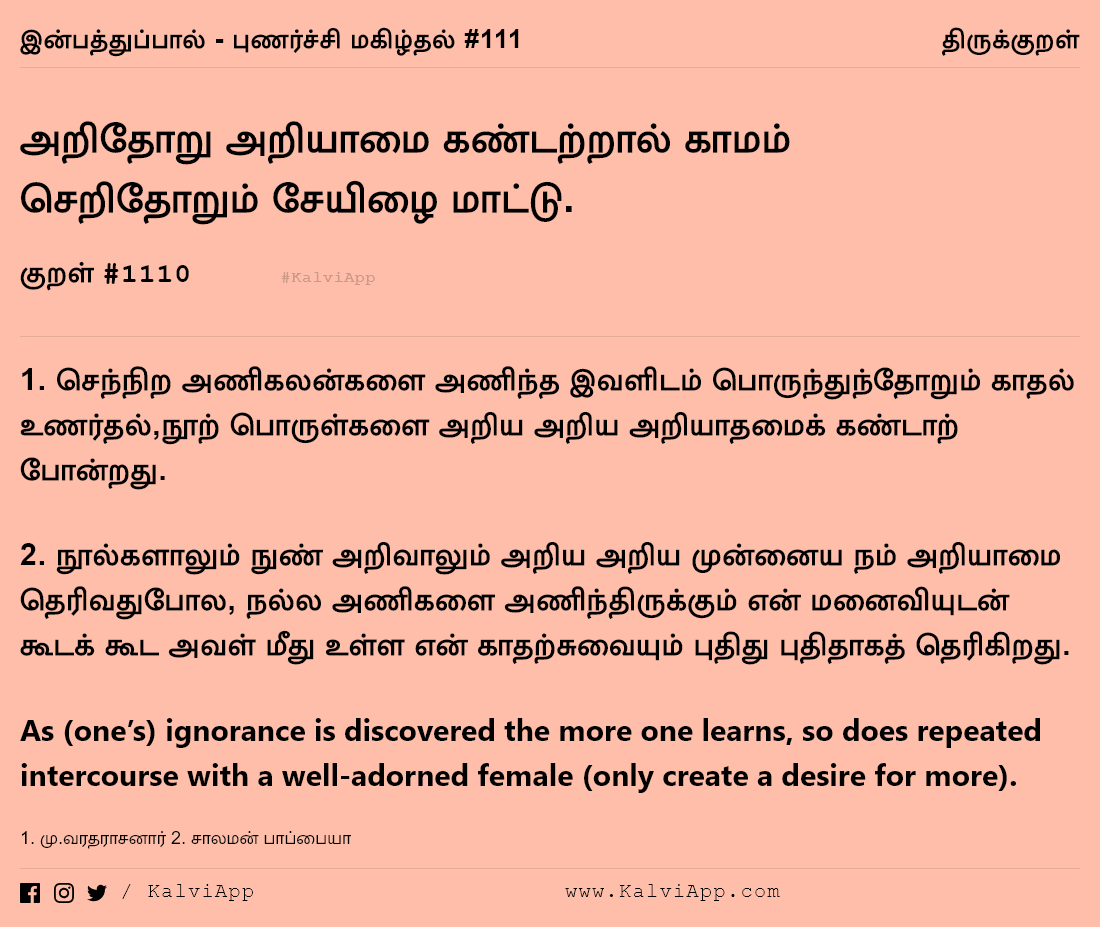 இன்பத்துப்பால் - புணர்ச்சி மகிழ்தல் #111 திருக்குறள்
அறிதோறு அறியாமை கண்டற்றால் காமம்
செறிதோறும் சேயிழை மாட்டு.
குறள் #1110 #KalviApp
1. செந்நிற அணிகலன்களை அணிந்த இவளிடம் பொருந்துந்தோறும் காதல்
உணர்தல்,நூற் பொருள்களை அறிய அறிய அறியாதமைக் கண்டாற்
போன்றது.
2. நூல்களாலும் நுண் அறிவாலும் அறிய அறிய முன்னைய நம் அறியாமை
தெரிவதுபோல, நல்ல அணிகளை அணிந்திருக்கும் என் மனைவியுடன்
கூடக் கூட அவள் மீது உள்ள என் காதற்சுவையும் புதிது புதிதாகத் தெரிகிறது.
As (one’s) ignorance is discovered the more one learns, so does repeated
intercourse with a well-adorned female (only create a desire for more).
1. மு.வரதராசனார் 2. சாலமன் பாப்பையா
/ KalviApp www.KalviApp.com